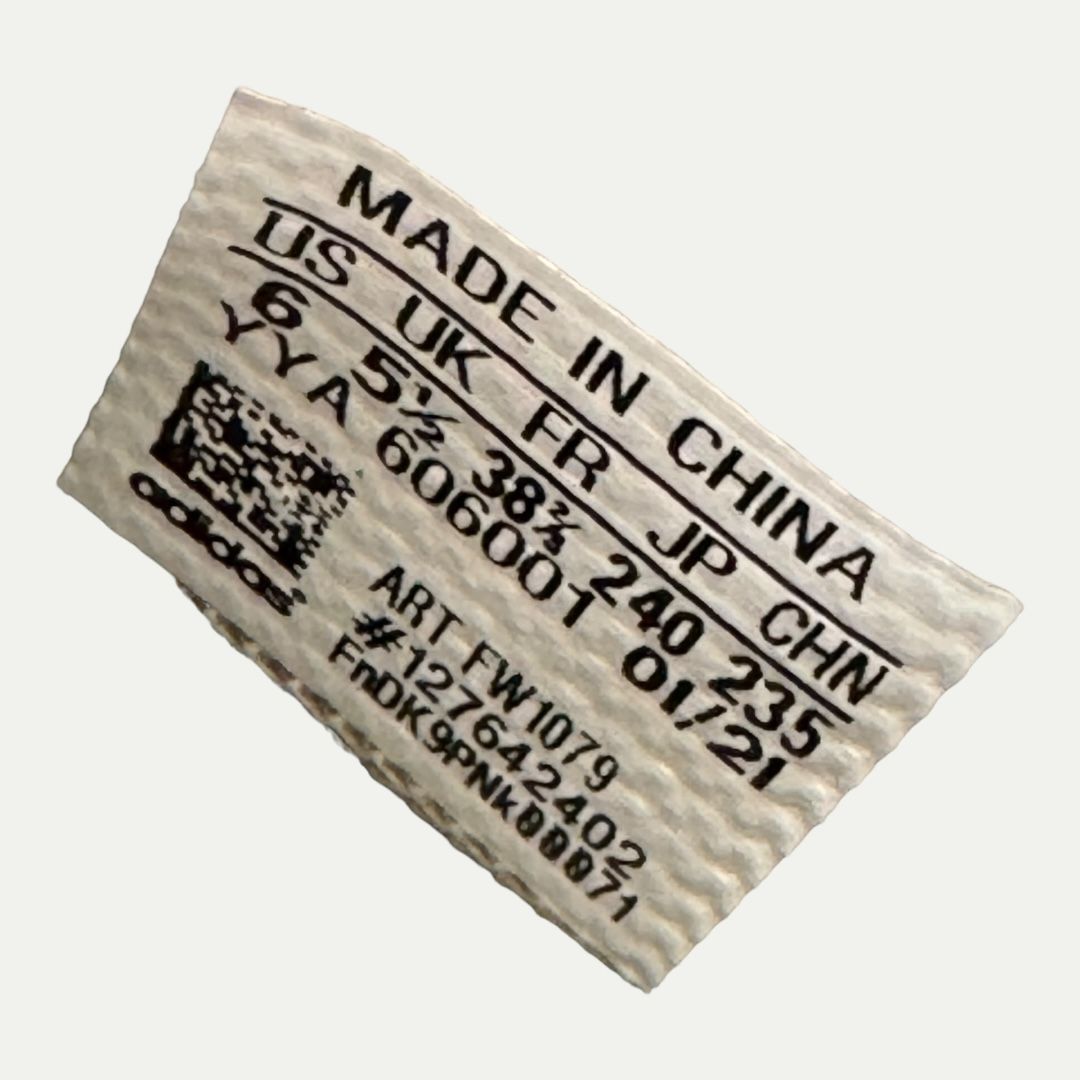 MADE IN CHINA
US UK FR JP CHN
6 5½ 38⅔ 240 235
YYA 606001 01/21
adidas
ART FW1079
#127642402
FnDK9PNk00071